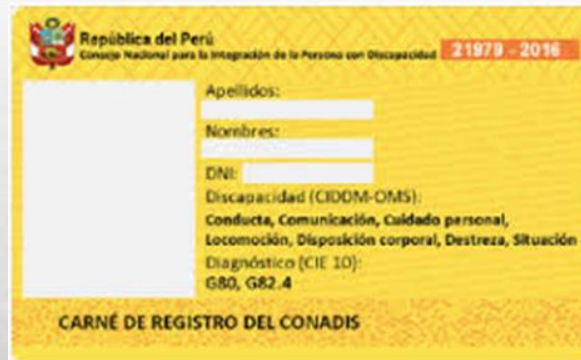 República del Perú
Consejo Nacional para la Integración de la Persona con Discapacidad
21979 - 2016
Apellidos:
Nombres:
DNI:
Discapacidad (CIDDM-OMS):
Conducta, Comunicación, Cuidado personal,
Locomoción, Disposición corporal, Destreza, Situación
Diagnóstico (CIE 10):
G80, G82.4
CARNÉ DE REGISTRO DEL CONADIS